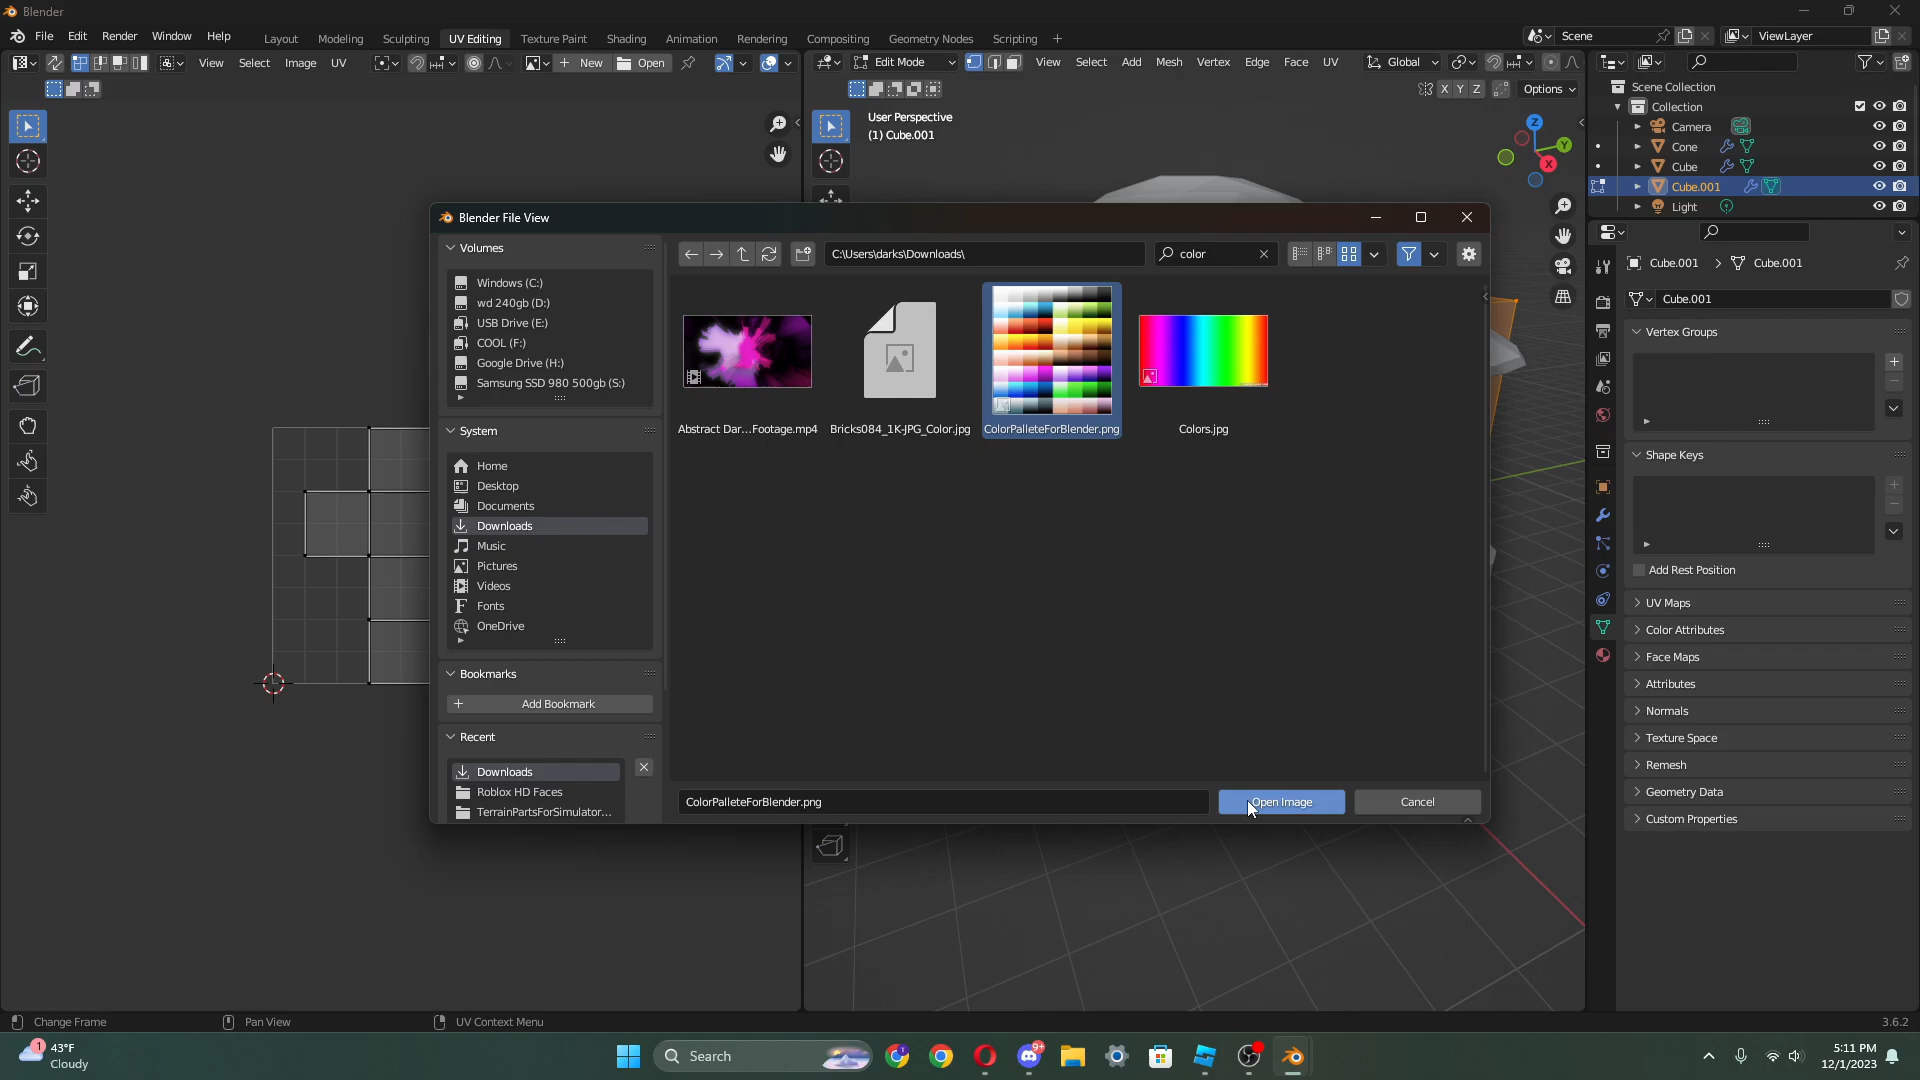 Blender
File Edit Render Window Help Layout Modeling Sculpting UV Editing Texture Paint Shading Animation Rendering Compositing Geometry Nodes Scripting + Scene ViewLayer
View Select Image UV New Open Edit Mode View Select Add Mesh Vertex Edge Face UV Global
X Y Z Options
User Perspective
(1) Cube.001
Z
Y
X
Scene Collection
Collection
Camera
Cone
Cube
Cube.001
Light
Blender File View
Volumes
Windows (C:)
wd 240gb (D:)
USB Drive (E:)
COOL (F:)
Google Drive (H:)
Samsung SSD 980 500gb (S:)
System
Home
Desktop
Documents
Downloads
Music
Pictures
Videos
Fonts
OneDrive
Bookmarks
Add Bookmark
Recent
Downloads
Roblox HD Faces
TerrainPartsForSimulator...
C:\Users\darks\Downloads\
color
Abstract Dar...Footage.mp4
Bricks084_1K-JPG_Color.jpg
ColorPalleteForBlender.png
Colors.jpg
ColorPalleteForBlender.png
Open Image
Cancel
Cube.001 Cube.001
Cube.001
Vertex Groups
Shape Keys
Add Rest Position
UV Maps
Color Attributes
Face Maps
Attributes
Normals
Texture Space
Remesh
Geometry Data
Custom Properties
Change Frame Pan View UV Context Menu 3.6.2
1
43°F
Cloudy
Search
9+
5:11 PM
12/1/2023